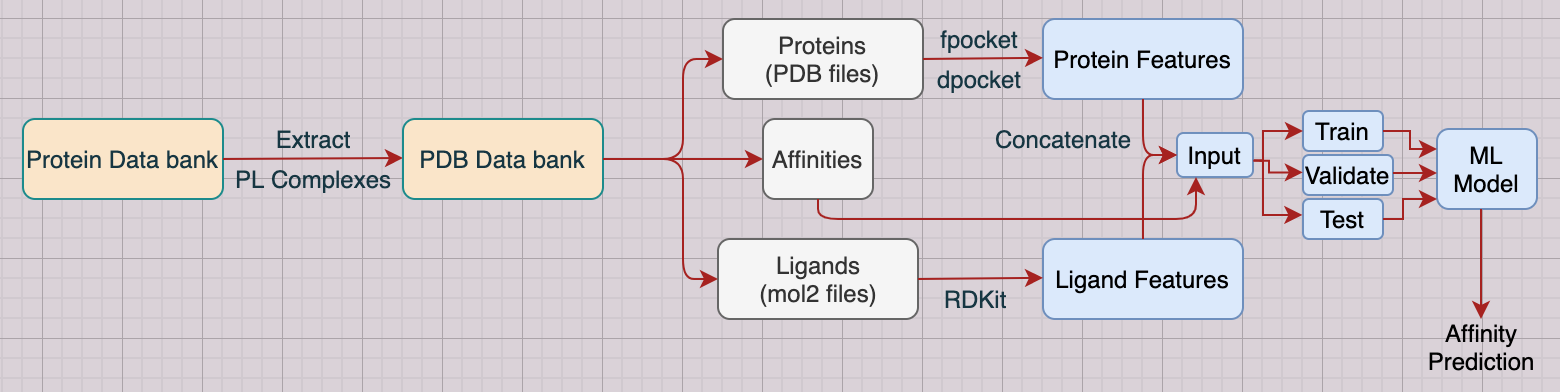 Protein Data bank
Extract
PL Complexes
PDB Data bank
Proteins
(PDB files)
fpocket
dpocket
Protein Features
Affinities
Concatenate
Input
Ligands
(mol2 files)
RDKit
Ligand Features
Train
Validate
Test
ML
Model
Affinity
Prediction